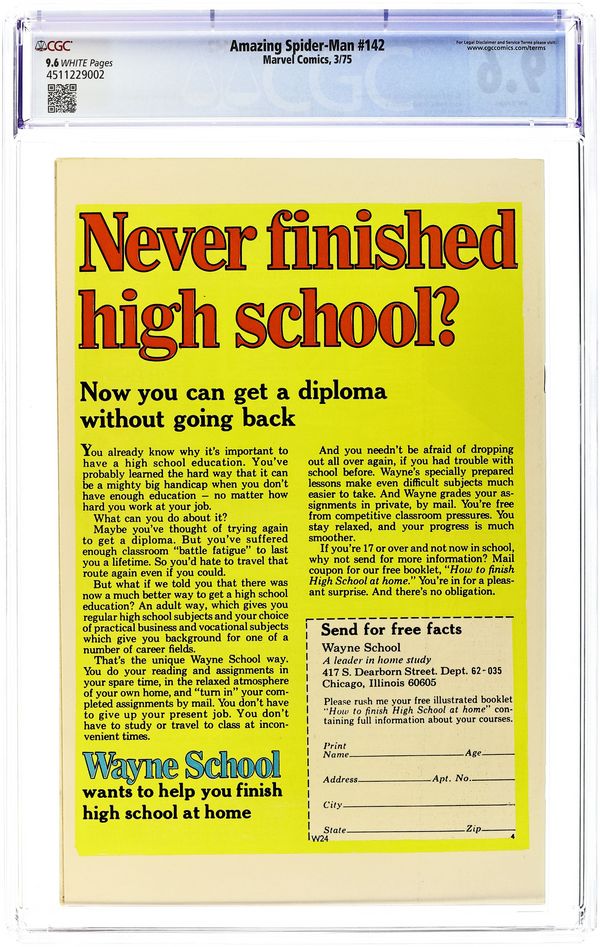 CGC
9.6 WHITE Pages
4511229002
Amazing Spider-Man #142
Marvel Comics, 3/75
For Legal Disclaimer and Service Terms please visit:
www.cgccomics.com/terms
CGC
9.6
Never finished
high school?
Now you can get a diploma
without going back
You already know why it's important to
have a high school education. You've
probably learned the hard way that it can
be a mighty big handicap when you don't
have enough education – no matter how
hard you work at your job.
What can you do about it?
Maybe you've thought of trying again
to get a diploma. But you've suffered
enough classroom "battle fatigue" to last
you a lifetime. So you'd hate to travel that
route again even if you could.
But what if we told you that there was
now a much better way to get a high school
education? An adult way, which gives you
regular high school subjects and your choice
of practical business and vocational subjects
which give you background for one of a
number of career fields.
That's the unique Wayne School way.
You do your reading and assignments in
your spare time, in the relaxed atmosphere
of your own home, and "turn in" your com-
pleted assignments by mail. You don't have
to give up your present job. You don't
have to study or travel to class at incon-
venient times.
Wayne School
wants to help you finish
high school at home
And you needn't be afraid of dropping
out all over again, if you had trouble with
school before. Wayne's specially prepared
lessons make even difficult subjects much
easier to take. And Wayne grades your as-
signments in private, by mail. You're free
from competitive classroom pressures. You
stay relaxed, and your progress is much
smoother.
If you're 17 or over and not now in school,
why not send for more information? Mail
coupon for our free booklet, "How to finish
High School at home." You're in for a pleas-
ant surprise. And there's no obligation.
Send for free facts
Wayne School
A leader in home study
417 S. Dearborn Street. Dept. 62-035
Chicago, Illinois 60605
Please rush me your free illustrated booklet
"How to finish High School at home" con-
taining full information about your courses.
Print
Name Age
Address Apt. No.
City
State Zip
W24 4